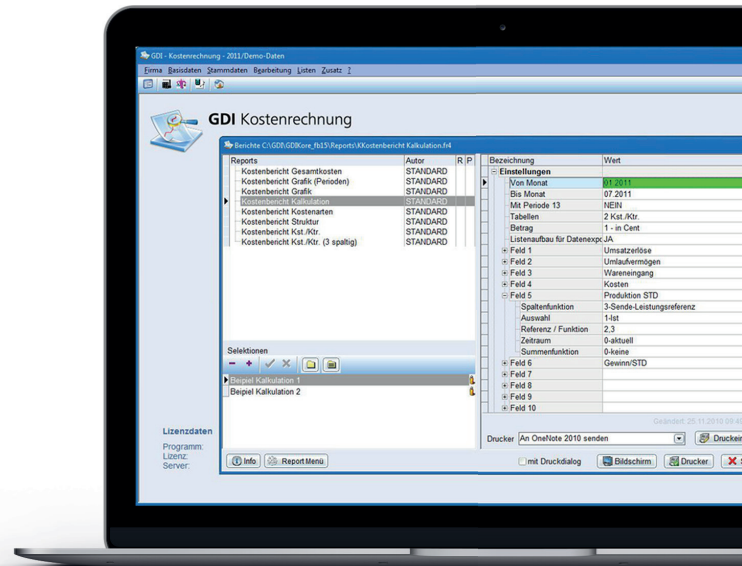 GDI - Kostenrechnung - 2011/Demo-Daten
Firma Basisdaten Stammdaten Bearbeitung Listen Zusatz ?
GDI Kostenrechnung
Berichte C:\GDI\GDIKore_fb15\Reports\KKostenbericht Kalkulation.fr4
Reports Autor R P
Kostenbericht Gesamtkosten STANDARD
Kostenbericht Grafik (Perioden) STANDARD
Kostenbericht Grafik STANDARD
Kostenbericht Kalkulation STANDARD
Kostenbericht Kostenarten STANDARD
Kostenbericht Struktur STANDARD
Kostenbericht Kst./Ktr. STANDARD
Kostenbericht Kst./Ktr. (3 spaltig) STANDARD
Selektionen
Beipiel Kalkulation 1
Beipiel Kalkulation 2
Info Report Menü
Bezeichnung Wert
Einstellungen
Von Monat 01.2011
Bis Monat 07.2011
Mit Periode 13 NEIN
Tabellen 2 Kst./Ktr.
Betrag 1 - in Cent
Listenaufbau für Datenexpo JA
Feld 1 Umsatzerlöse
Feld 2 Umlaufvermögen
Feld 3 Wareneingang
Feld 4 Kosten
Feld 5 Produktion STD
Spaltenfunktion 3-Sende-Leistungsreferenz
Auswahl 1-Ist
Referenz / Funktion 2,3
Zeitraum 0-aktuell
Summenfunktion 0-keine
Feld 6 Gewinn/STD
Feld 7
Feld 8
Feld 9
Feld 10
Geändert: 25.11.2010
Drucker An OneNote 2010 senden Druckein
mit Druckdialog Bildschirm Drucker
Lizenzdaten
Programm:
Lizenz:
Server: